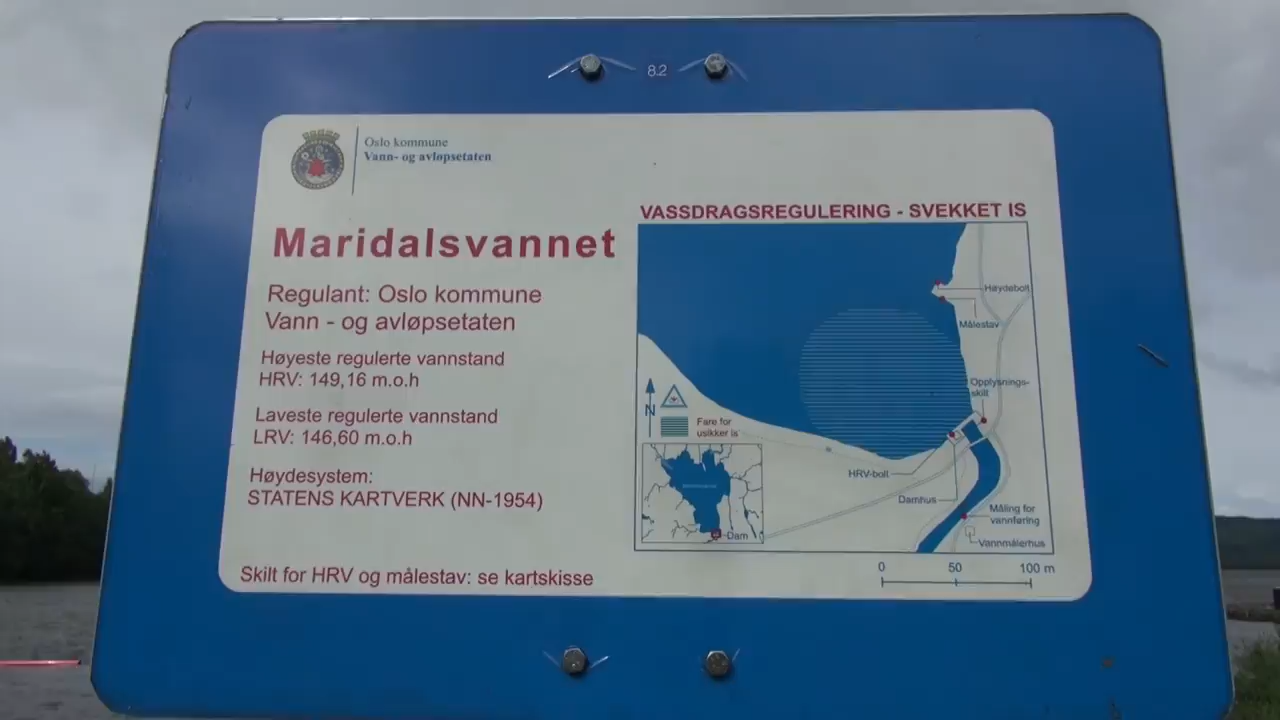 8.2
Oslo kommune
Vann- og avløpsetaten
Maridalsvannet
Regulant: Oslo kommune
Vann - og avløpsetaten
Høyeste regulerte vannstand
HRV: 149,16 m.o.h
Laveste regulerte vannstand
LRV: 146,60 m.o.h
Høydesystem:
STATENS KARTVERK (NN-1954)
Skilt for HRV og målestav: se kartskisse
VASSDRAGSREGULERING - SVEKKET IS
Høydebolt
Målestav
Opplysnings-
skilt
N
Fare for
usikker is
HRV-bolt
Damhus
Måling for
vannføring
Vannmålerhus
Dam
0 50 100 m